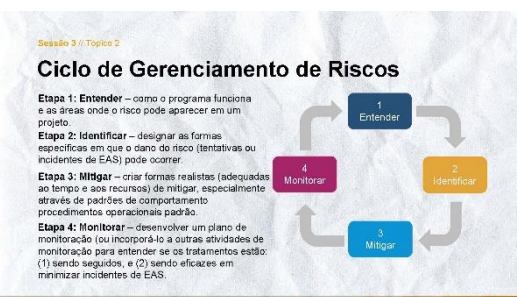 Sessão 3 // Tópico 2
Ciclo de Gerenciamento de Riscos
Etapa 1: Entender – como o programa funciona
e as áreas onde o risco pode aparecer em um
projeto.
Etapa 2: Identificar – designar as formas
específicas em que o dano do risco (tentativas ou
incidentes de EAS) pode ocorrer.
Etapa 3: Mitigar – criar formas realistas (adequadas
ao tempo e aos recursos) de mitigar, especialmente
através de padrões de comportamento
procedimentos operacionais padrão.
Etapa 4: Monitorar – desenvolver um plano de
monitoração (ou incorporá-lo a outras atividades de
monitoração para entender se os tratamentos estão:
(1) sendo seguidos, e (2) sendo eficazes em
minimizar incidentes de EAS.
1
Entender
2
Identificar
3
Mitigar
4
Monitorar